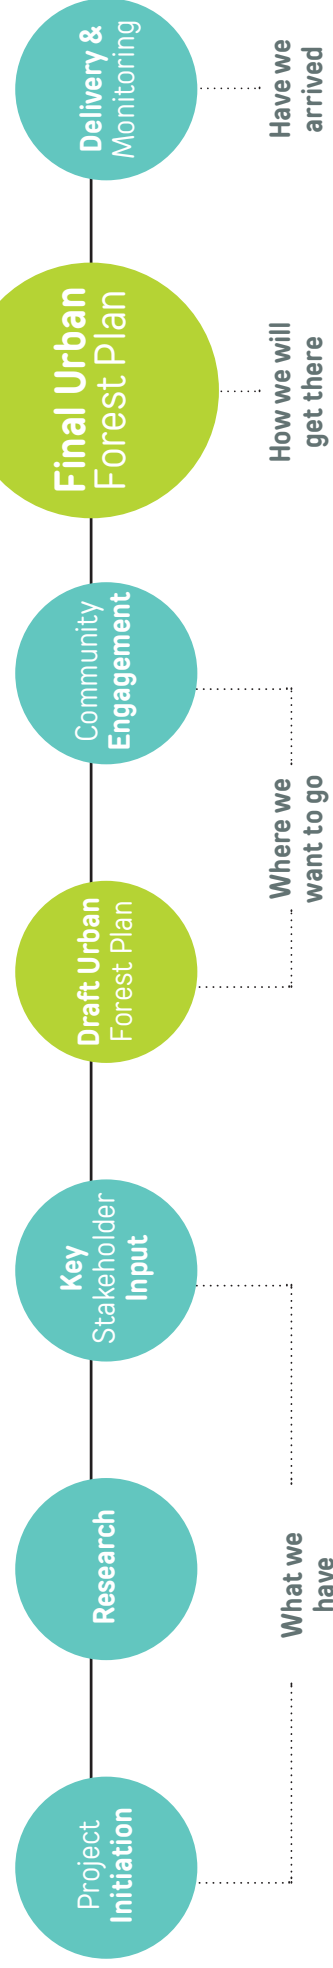 Project
Initiation
Research
Key
Stakeholder
Input
Draft Urban
Forest Plan
Community
Engagement
Final Urban
Forest Plan
Delivery &
Monitoring
What we
have
Where we
want to go
How we will
get there
Have we
arrived